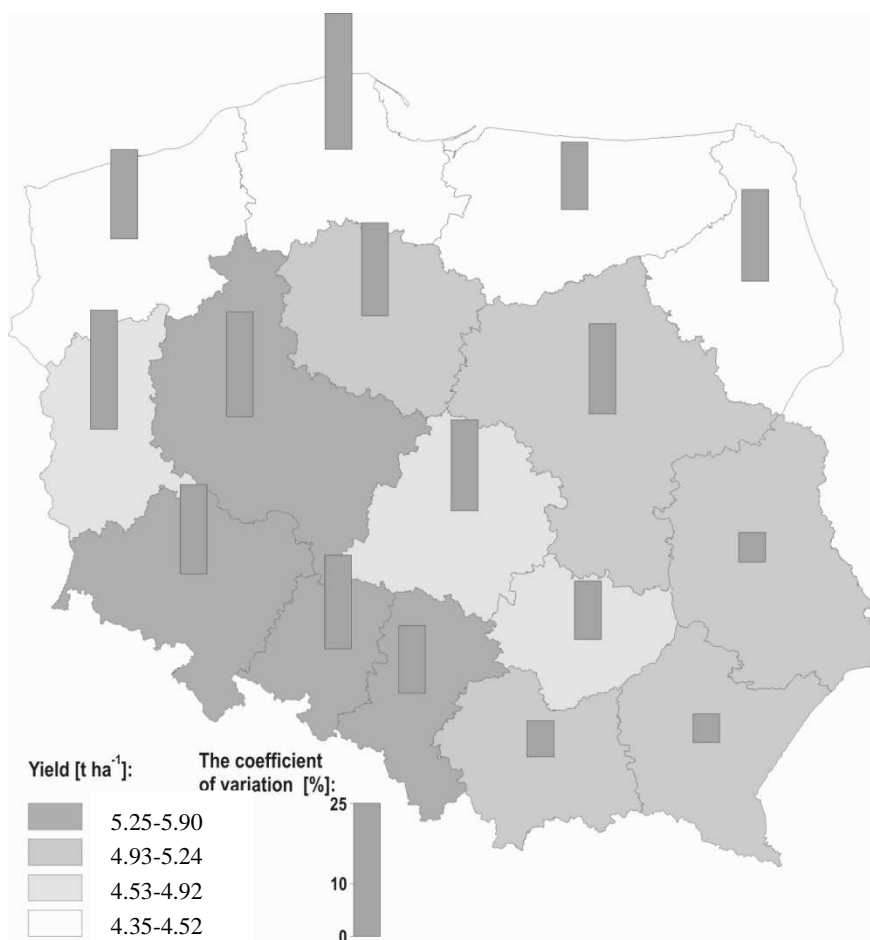 Yield [t ha⁻¹]:
5.25-5.90
4.93-5.24
4.53-4.92
4.35-4.52
The coefficient
of variation [%]:
25
10
0